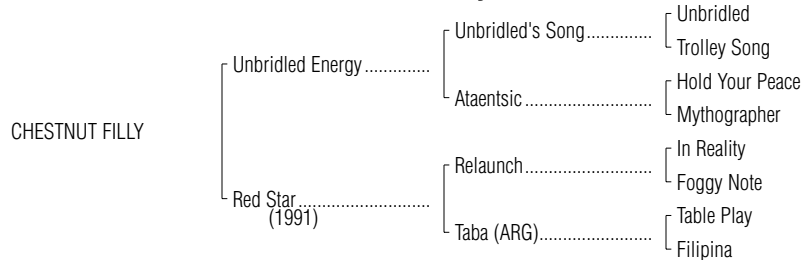 Unbridled
Unbridled's Song..............
Trolley Song
Unbridled Energy..............
Hold Your Peace
Ataentsic...........................
Mythographer
CHESTNUT FILLY
In Reality
Relaunch...........................
Foggy Note
Red Star............................
(1991)
Table Play
Taba (ARG)........................
Filipina